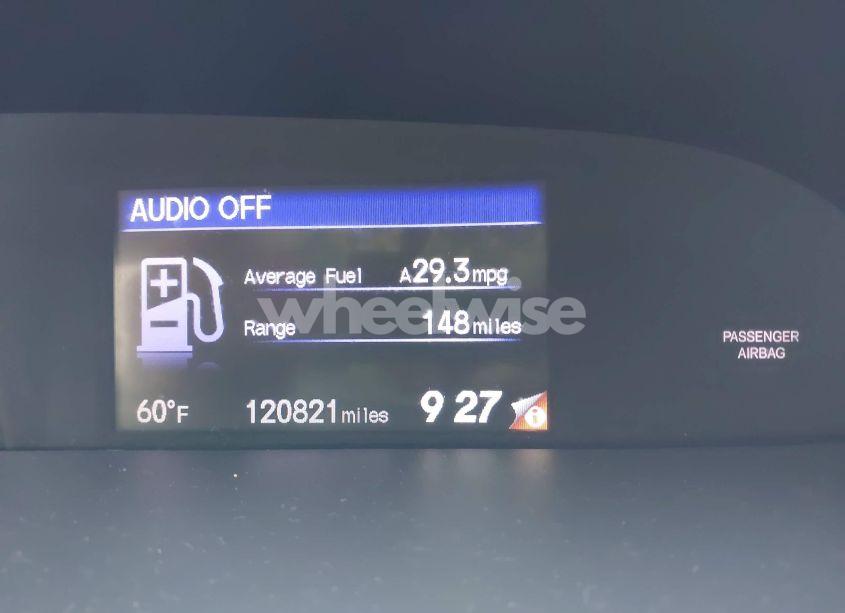 AUDIO OFF
Average Fuel A29.3mpg
wheelwise
Range 148miles
60°F 120821miles 9 27
PASSENGER
AIRBAG